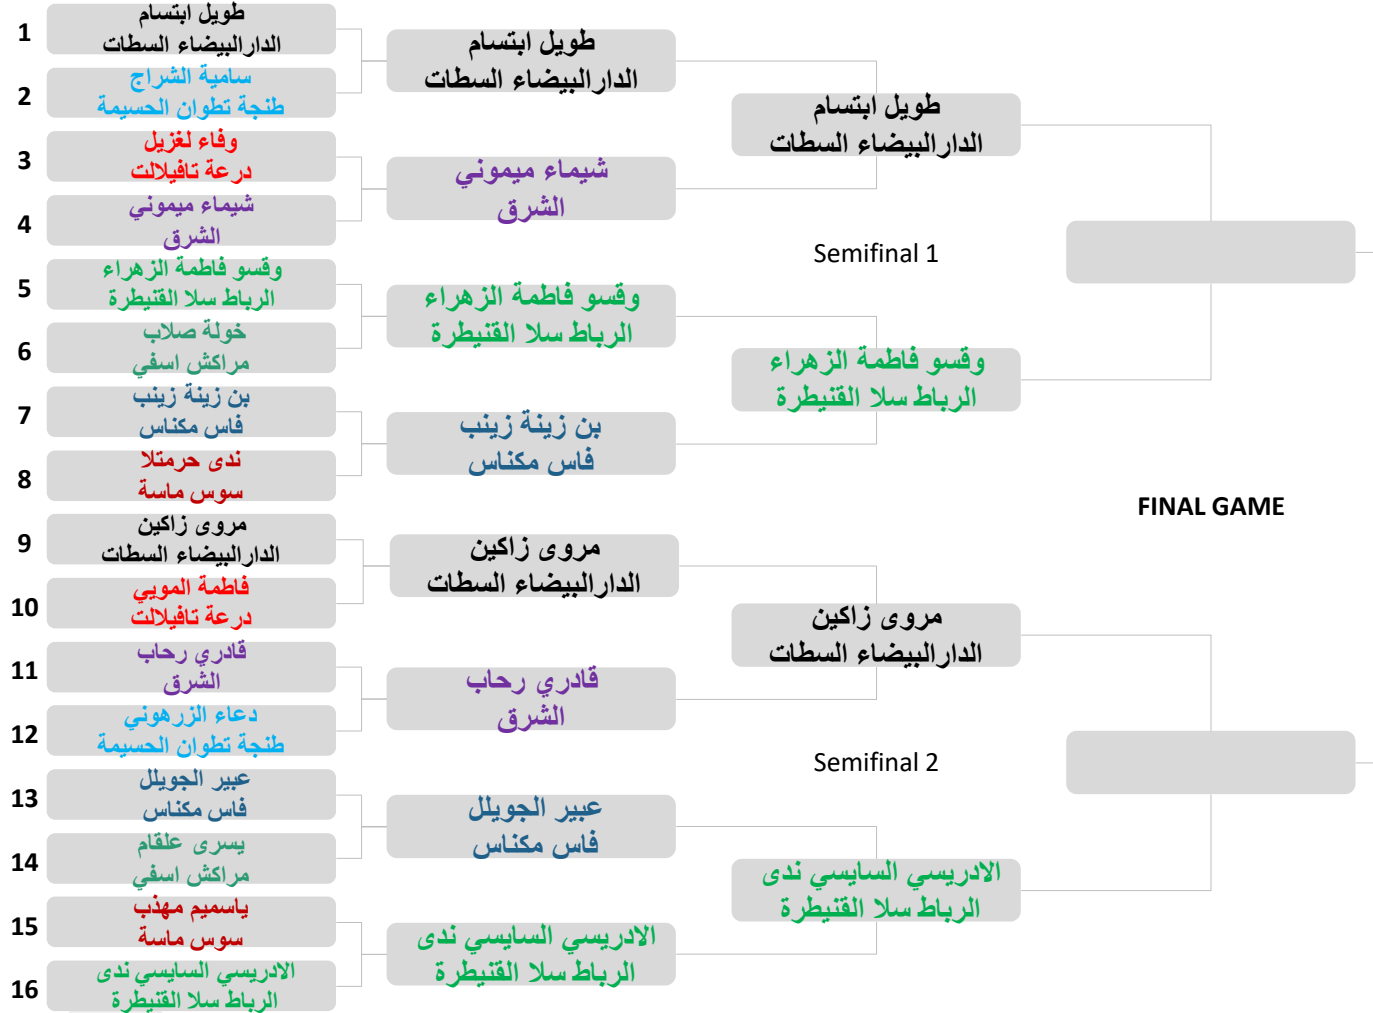 1
طويل ابتسام
الدارالبيضاء السطات
2
سامية الشراج
طنجة تطوان الحسيمة
3
وفاء لغزيل
درعة تافيلالت
4
شيماء ميموني
الشرق
5
وقسو فاطمة الزهراء
الرباط سلا القنيطرة
6
خولة صلاب
مراكش اسفي
7
بن زينة زينب
فاس مكناس
8
ندى حرمتلا
سوس ماسة
9
مروى زاكين
الدارالبيضاء السطات
10
فاطمة المويي
درعة تافيلالت
11
قادري رحاب
الشرق
12
دعاء الزرهوني
طنجة تطوان الحسيمة
13
عبير الجويلل
فاس مكناس
14
يسرى علقام
مراكش اسفي
15
ياسميم مهذب
سوس ماسة
16
الادريسي السايسي ندى
الرباط سلا القنيطرة
طويل ابتسام
الدارالبيضاء السطات
شيماء ميموني
الشرق
وقسو فاطمة الزهراء
الرباط سلا القنيطرة
بن زينة زينب
فاس مكناس
مروى زاكين
الدارالبيضاء السطات
قادري رحاب
الشرق
عبير الجويلل
فاس مكناس
الادريسي السايسي ندى
الرباط سلا القنيطرة
طويل ابتسام
الدارالبيضاء السطات
Semifinal 1
وقسو فاطمة الزهراء
الرباط سلا القنيطرة
مروى زاكين
الدارالبيضاء السطات
Semifinal 2
الادريسي السايسي ندى
الرباط سلا القنيطرة
FINAL GAME